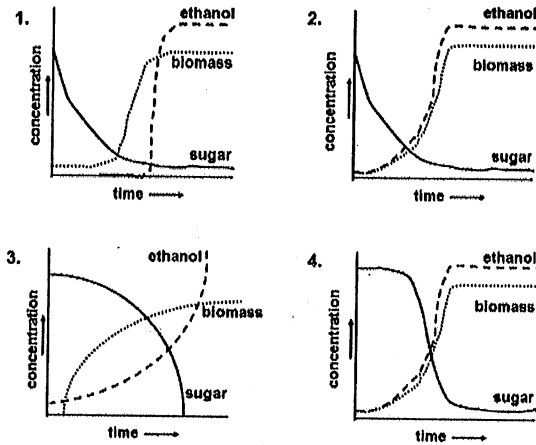 1.
ethanol
biomass
sugar
concentration
time
2.
ethanol
biomass
sugar
concentration
time
3.
ethanol
biomass
sugar
concentration
time
4.
ethanol
biomass
sugar
concentration
time